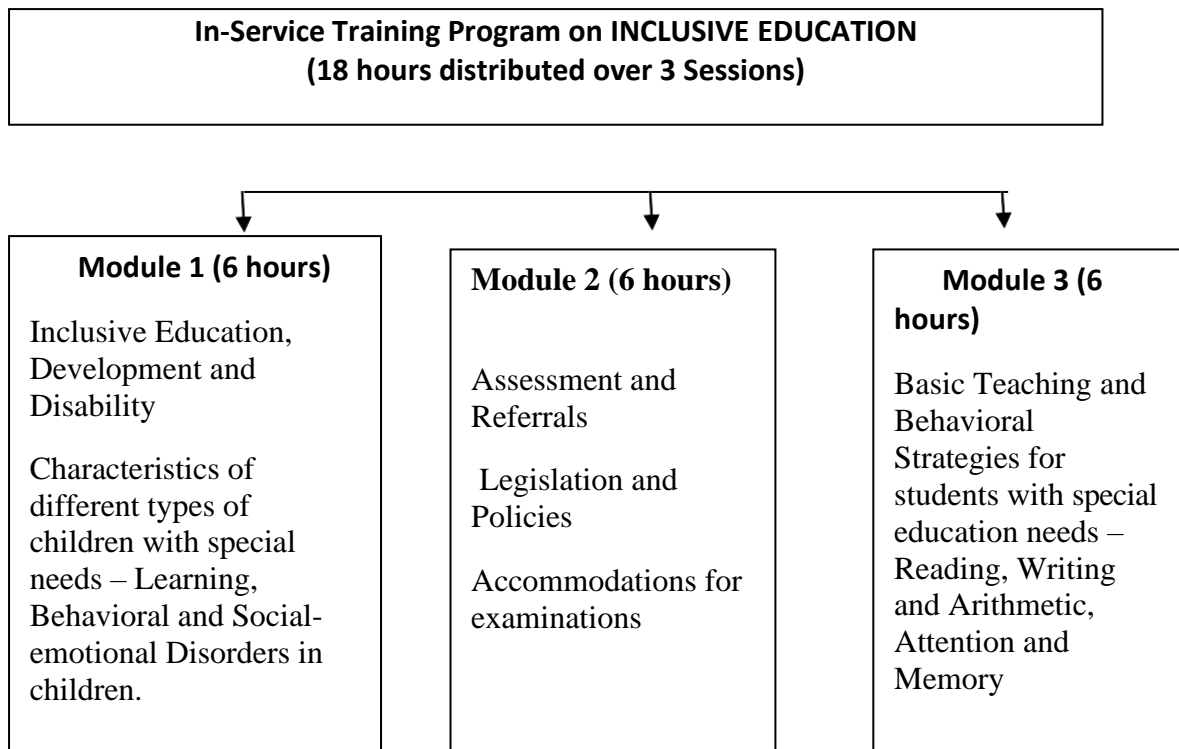 In-Service Training Program on INCLUSIVE EDUCATION
(18 hours distributed over 3 Sessions)
Module 1 (6 hours)
Inclusive Education,
Development and
Disability
Characteristics of
different types of
children with special
needs – Learning,
Behavioral and Social-
emotional Disorders in
children.
Module 2 (6 hours)
Assessment and
Referrals
Legislation and
Policies
Accommodations for
examinations
Module 3 (6
hours)
Basic Teaching and
Behavioral
Strategies for
students with special
education needs –
Reading, Writing
and Arithmetic,
Attention and
Memory